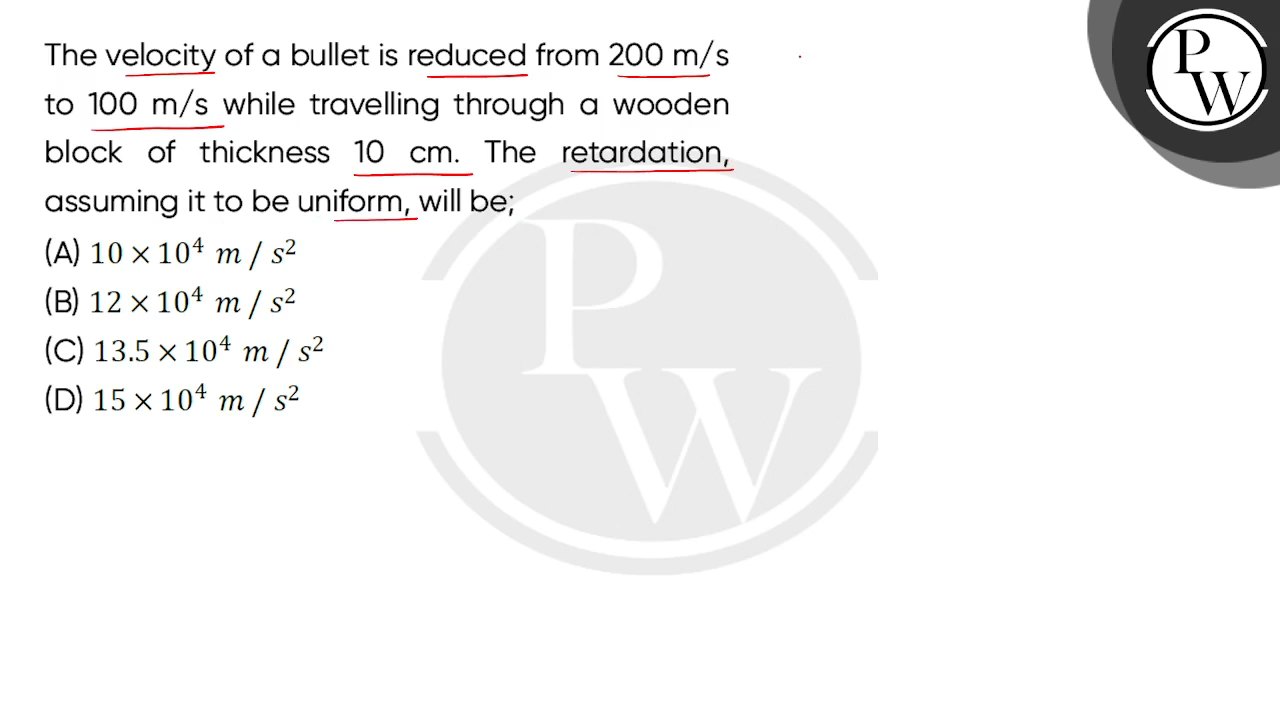 The velocity of a bullet is reduced from 200 m/s
to 100 m/s while travelling through a wooden
block of thickness 10 cm. The retardation,
assuming it to be uniform, will be;
(A) 10 × 10⁴ m / s²
(B) 12 × 10⁴ m / s²
(C) 13.5 × 10⁴ m / s²
(D) 15 × 10⁴ m / s²
P
W
P
W